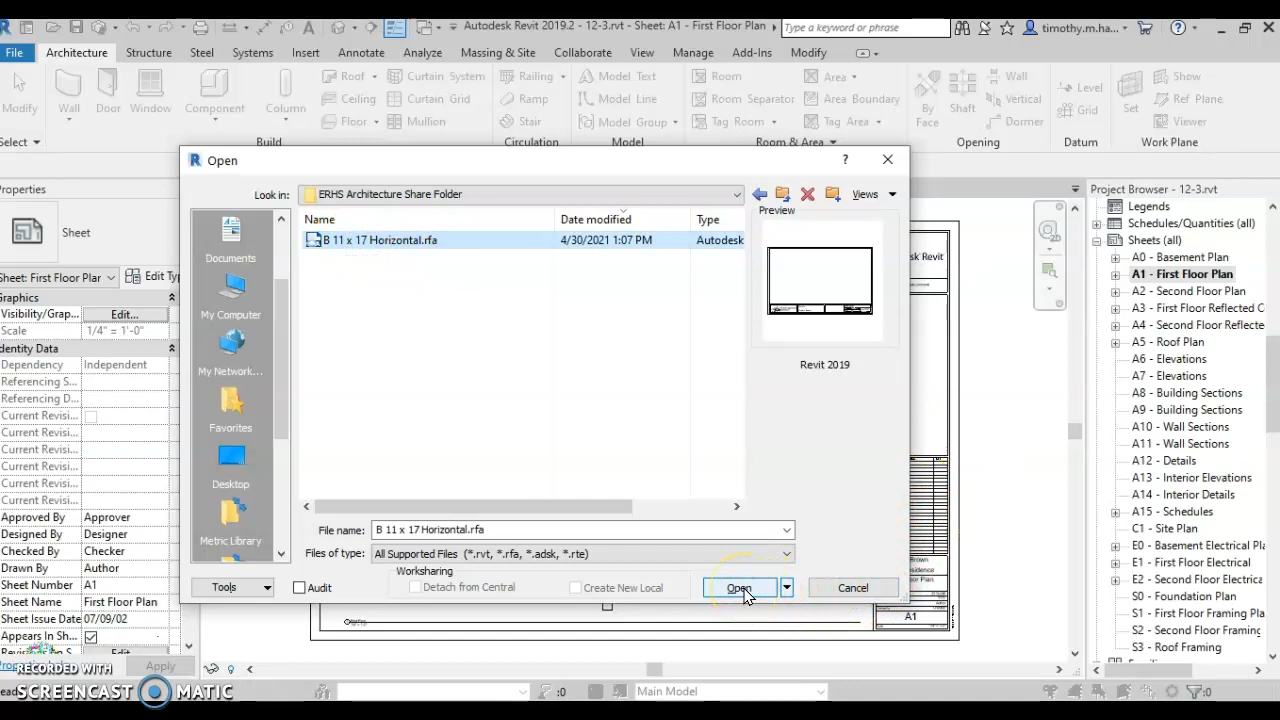 Autodesk Revit 2019.2 - 12-3.rvt - Sheet: A1 - First Floor Plan
Type a keyword or phrase
timothy.m.ha...
File Architecture Structure Steel Systems Insert Annotate Analyze Massing & Site Collaborate View Manage Add-Ins Modify
Modify
Wall
Door
Window
Component
Column
Roof
Ceiling
Floor
Curtain System
Curtain Grid
Mullion
Railing
Ramp
Stair
Model Text
Model Line
Model Group
Room
Room Separator
Tag Room
Area
Area Boundary
Tag Area
By
Face
Shaft
Wall
Vertical
Dormer
Level
Grid
Set
Show
Ref Plane
Viewer
Select
Build
Circulation
Model
Room & Area
Opening
Datum
Work Plane
Properties
Sheet
Sheet: First Floor Plan
Edit Typ
Graphics
Visibility/Grap... Edit...
Scale 1/4" = 1'-0"
Identity Data
Dependency Independent
Referencing S...
Referencing D...
Current Revisi...
Current Revisi...
Current Revisi...
Current Revisi...
Current Revisi...
Current Revisi...
Approved By Approver
Designed By Designer
Checked By Checker
Drawn By Author
Sheet Number A1
Sheet Name First Floor Plan
Sheet Issue Date 07/09/02
Appears In Sh...
Edit...
Apply
RECORDED WITH
SCREENCAST MATIC
Open
Look in: ERHS Architecture Share Folder
Views
Name Date modified Type
B 11 x 17 Horizontal.rfa 4/30/2021 1:07 PM Autodesk
Documents
My Computer
My Network...
Favorites
Desktop
Metric Library
Preview
Revit 2019
File name: B 11 x 17 Horizontal.rfa
Files of type: All Supported Files (*.rvt, *.rfa, *.adsk, *.rte)
Worksharing
Tools
Audit
Detach from Central
Create New Local
Open
Cancel
sk Revit
Brown
A1
:0
Main Model
:0
Project Browser - 12-3.rvt
Legends
Schedules/Quantities (all)
Sheets (all)
A0 - Basement Plan
A1 - First Floor Plan
A2 - Second Floor Plan
A3 - First Floor Reflected C
A4 - Second Floor Reflecte
A5 - Roof Plan
A6 - Elevations
A7 - Elevations
A8 - Building Sections
A9 - Building Sections
A10 - Wall Sections
A11 - Wall Sections
A12 - Details
A13 - Interior Elevations
A14 - Interior Details
A15 - Schedules
C1 - Site Plan
E0 - Basement Electrical Pl
E1 - First Floor Electrical
E2 - Second Floor Electrica
S0 - Foundation Plan
S1 - First Floor Framing Pl
S2 - Second Floor Framing
S3 - Roof Framing